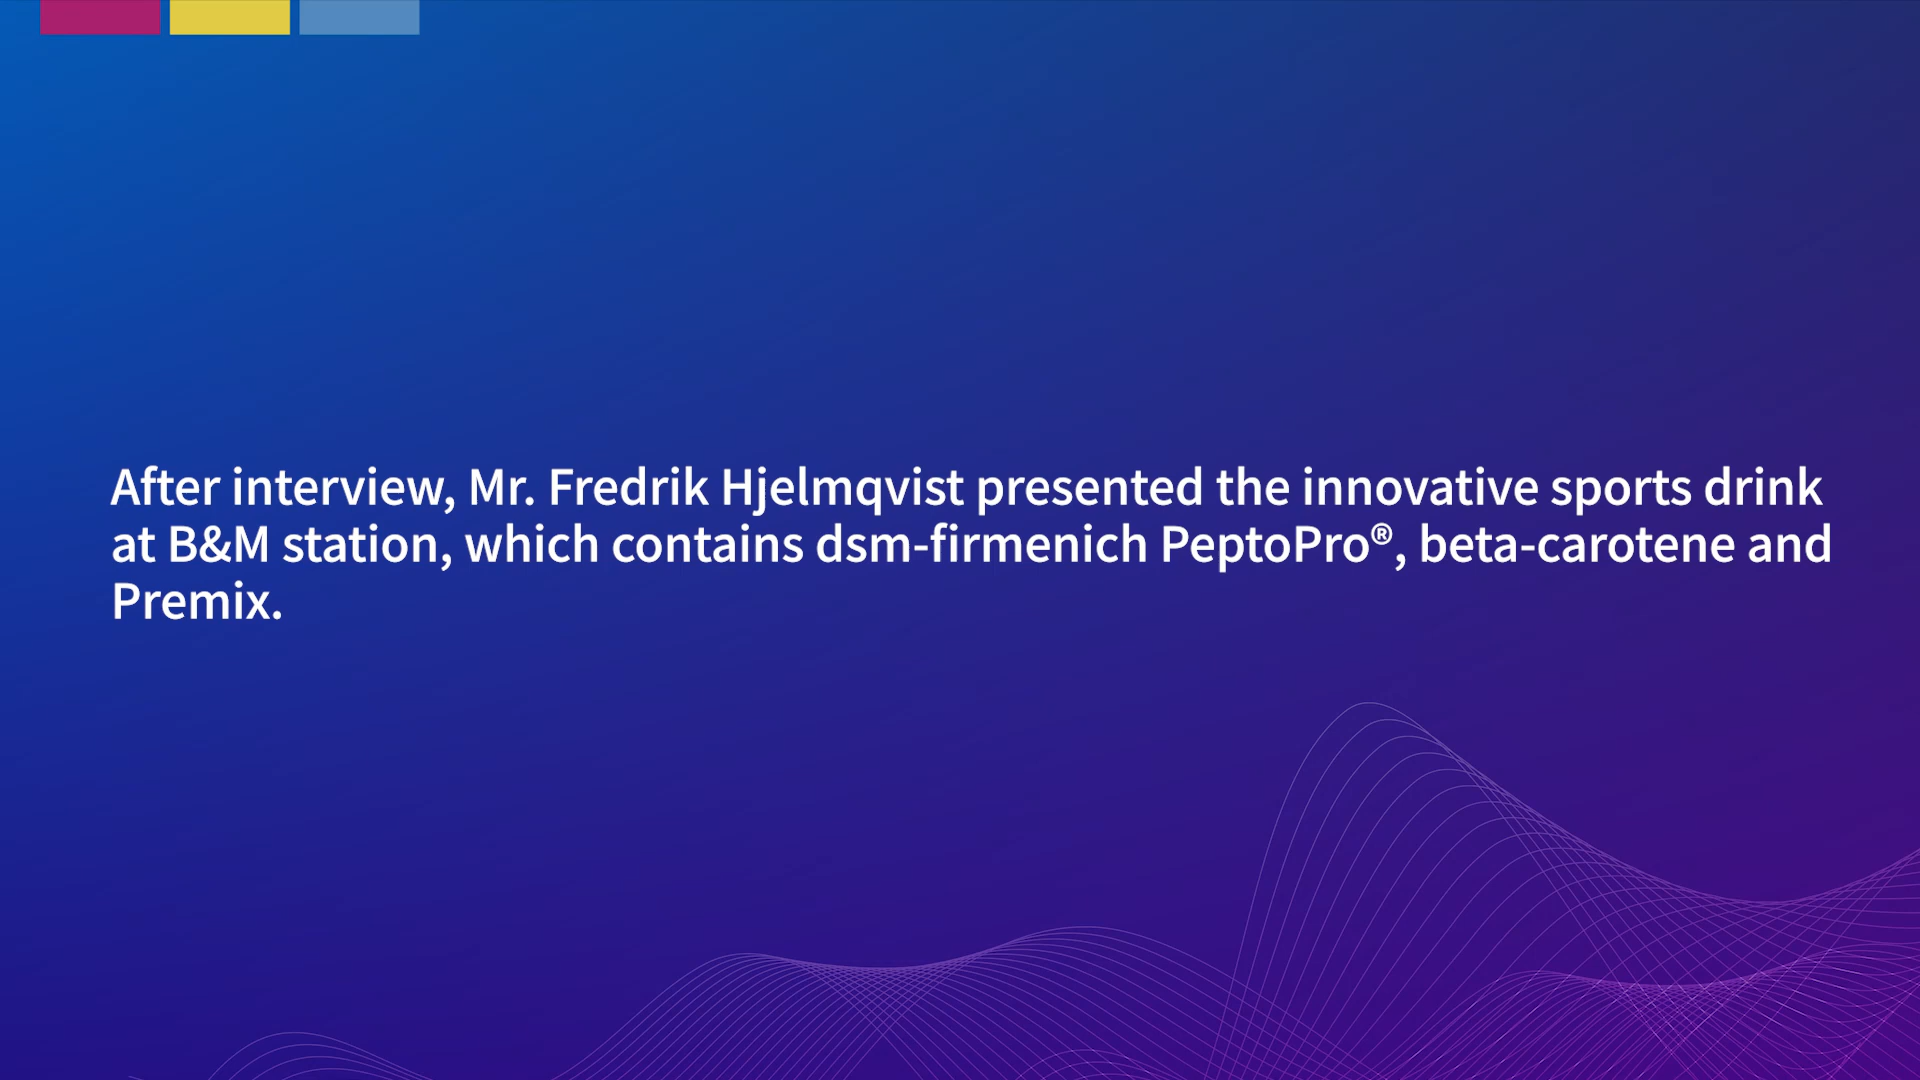 After interview, Mr. Fredrik Hjelmqvist presented the innovative sports drink
at B&M station, which contains dsm-firmenich PeptoPro®, beta-carotene and
Premix.